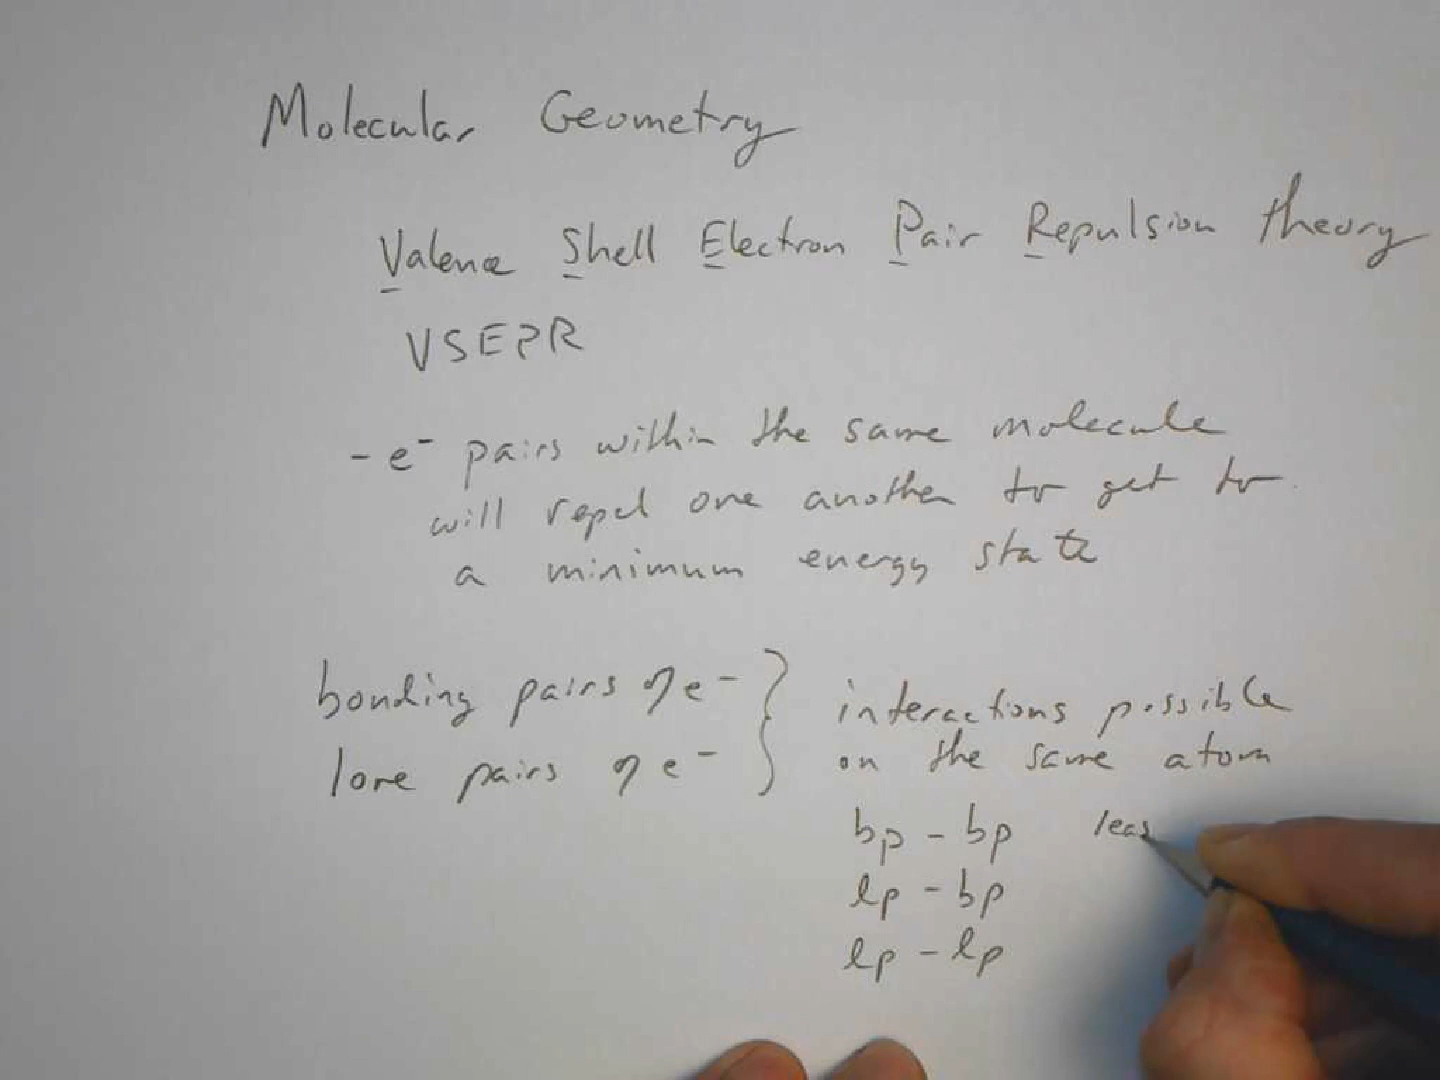 Molecular Geometry
Valence Shell Electron Pair Repulsion theory
VSEPR
- e⁻ pairs within the same molecule
will repel one another to get to
a minimum energy state
bonding pairs of e⁻ } interactions possible
lone pairs of e⁻ on the same atom
bp - bp leas
lp - bp
lp - lp